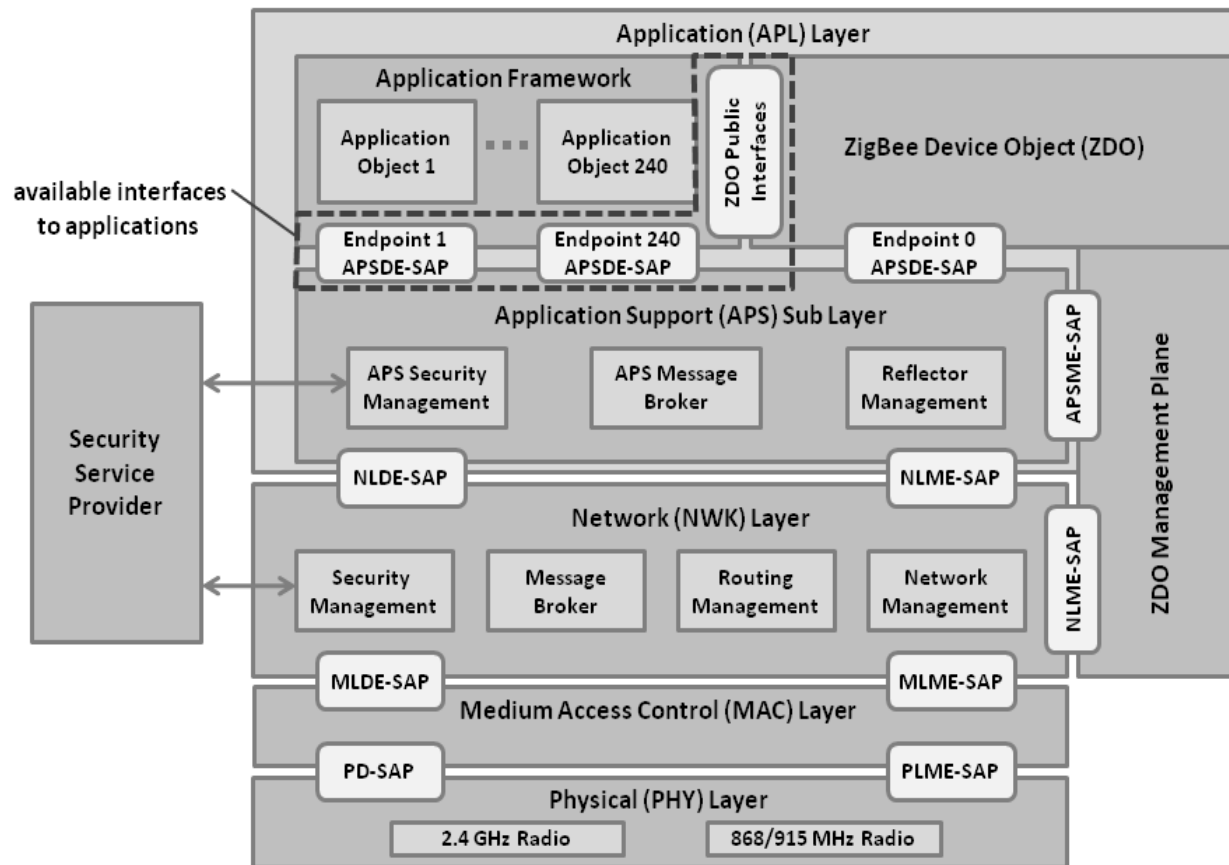 Application (APL) Layer
Application Framework
Application
Object 1
Application
Object 240
ZDO Public
Interfaces
ZigBee Device Object (ZDO)
available interfaces
to applications
Endpoint 1
APSDE-SAP
Endpoint 240
APSDE-SAP
Endpoint 0
APSDE-SAP
Application Support (APS) Sub Layer
APS Security
Management
APS Message
Broker
Reflector
Management
APSME-SAP
ZDO Management Plane
Security
Service
Provider
NLDE-SAP
NLME-SAP
Network (NWK) Layer
Security
Management
Message
Broker
Routing
Management
Network
Management
NLME-SAP
MLDE-SAP
MLME-SAP
Medium Access Control (MAC) Layer
PD-SAP
PLME-SAP
Physical (PHY) Layer
2.4 GHz Radio
868/915 MHz Radio